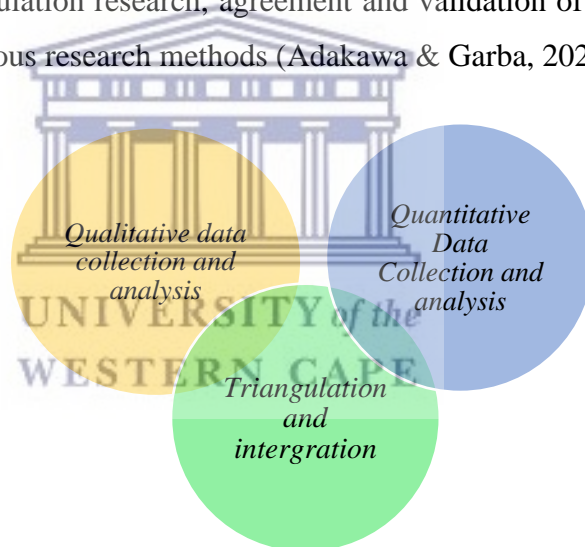 ulation research, agreement and validation of
ous research methods (Adakawa & Garba, 202
Qualitative data
collection and
analysis
Quantitative
Data
Collection and
analysis
UNIVERSITY of the
WESTERN CAPE
Triangulation
and
intergration